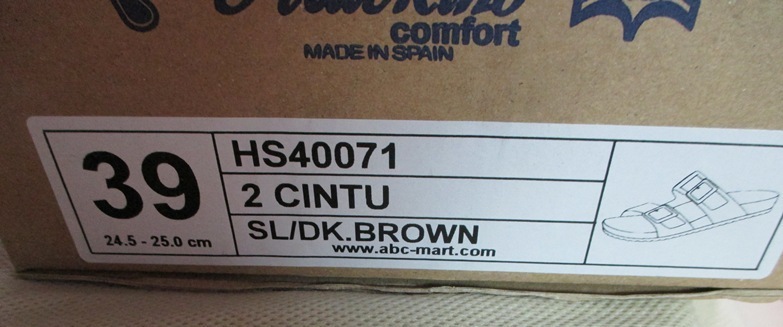 comfort
MADE IN SPAIN
39
24.5 - 25.0 cm
HS40071
2 CINTU
SL/DK.BROWN
www.abc-mart.com